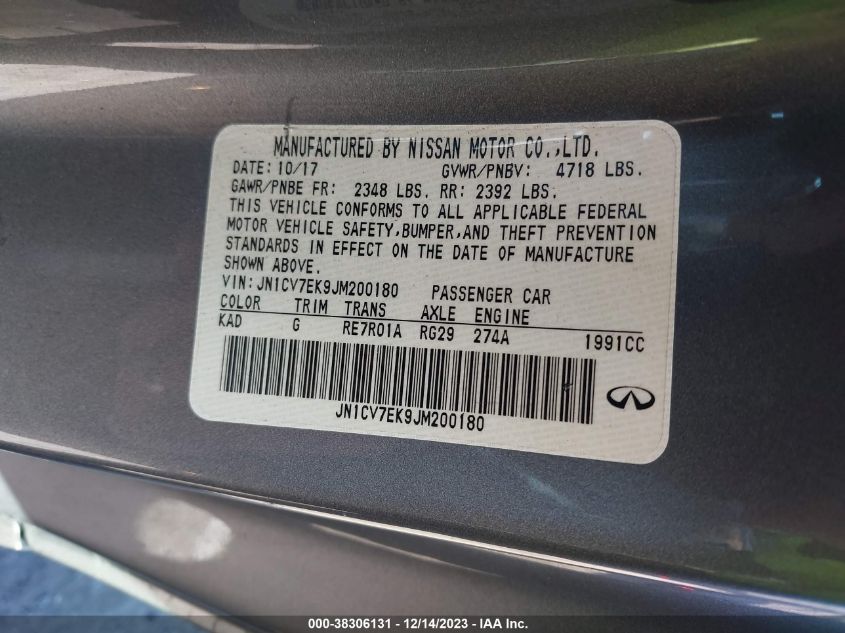 MANUFACTURED BY NISSAN MOTOR CO.,LTD.
DATE: 10/17 GVWR/PNBV: 4718 LBS.
GAWR/PNBE FR: 2348 LBS. RR: 2392 LBS.
THIS VEHICLE CONFORMS TO ALL APPLICABLE FEDERAL
MOTOR VEHICLE SAFETY,BUMPER,AND THEFT PREVENTION
STANDARDS IN EFFECT ON THE DATE OF MANUFACTURE
SHOWN ABOVE.
VIN: JN1CV7EK9JM200180 PASSENGER CAR
COLOR TRIM TRANS AXLE ENGINE
KAD G RE7R01A RG29 274A 1991CC
JN1CV7EK9JM200180
000-38306131 - 12/14/2023 - IAA Inc.